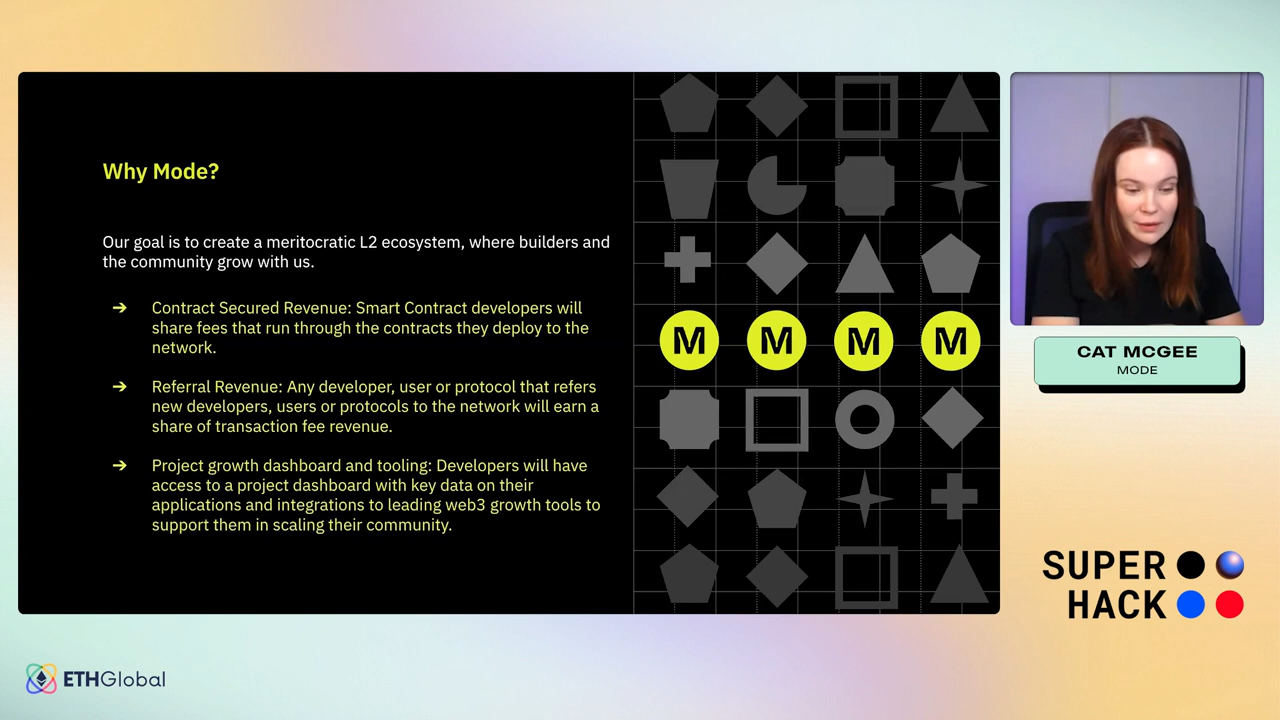 Why Mode?
Our goal is to create a meritocratic L2 ecosystem, where builders and
the community grow with us.
➔ Contract Secured Revenue: Smart Contract developers will
share fees that run through the contracts they deploy to the
network.
➔ Referral Revenue: Any developer, user or protocol that refers
new developers, users or protocols to the network will earn a
share of transaction fee revenue.
➔ Project growth dashboard and tooling: Developers will have
access to a project dashboard with key data on their
applications and integrations to leading web3 growth tools to
support them in scaling their community.
M M M M
CAT MCGEE
MODE
SUPER
HACK
ETHGlobal